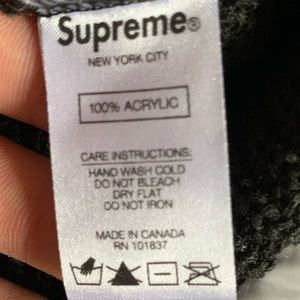 Supreme®
NEW YORK CITY
100% ACRYLIC
CARE INSTRUCTIONS:
HAND WASH COLD
DO NOT BLEACH
DRY FLAT
DO NOT IRON
MADE IN CANADA
RN 101837